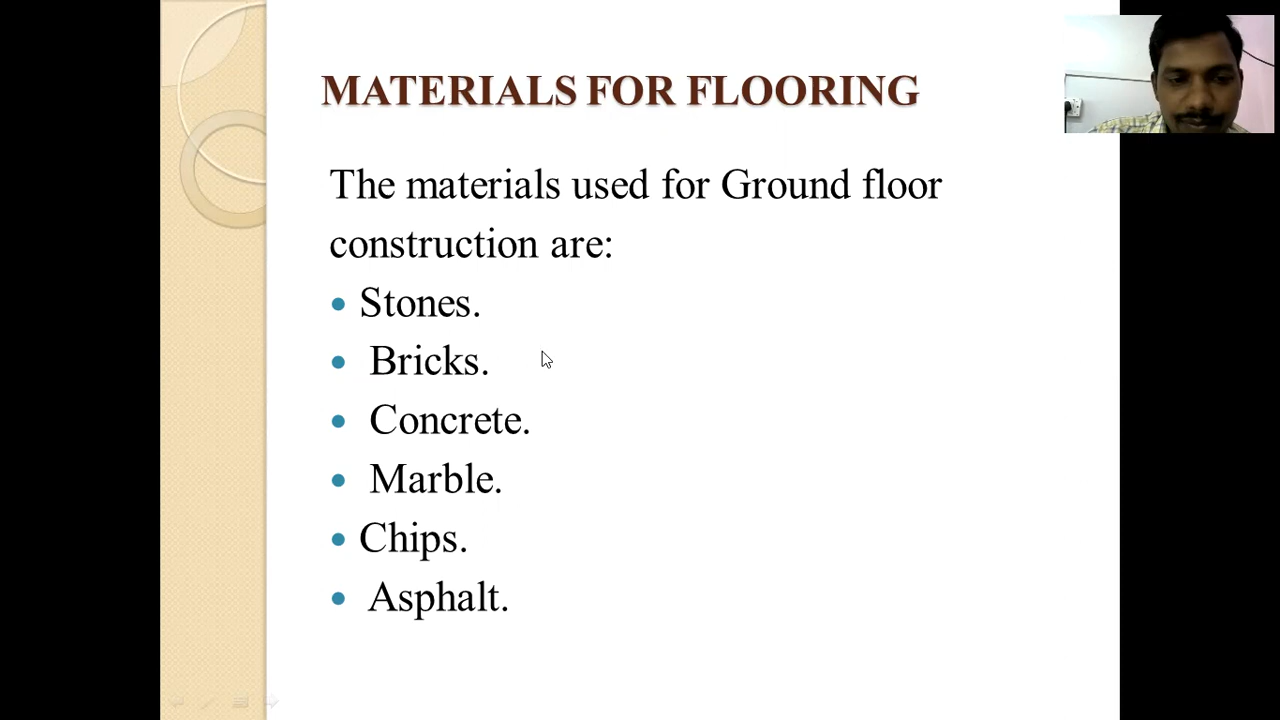 MATERIALS FOR FLOORING
The materials used for Ground floor
construction are:
• Stones.
• Bricks.
• Concrete.
• Marble.
• Chips.
• Asphalt.